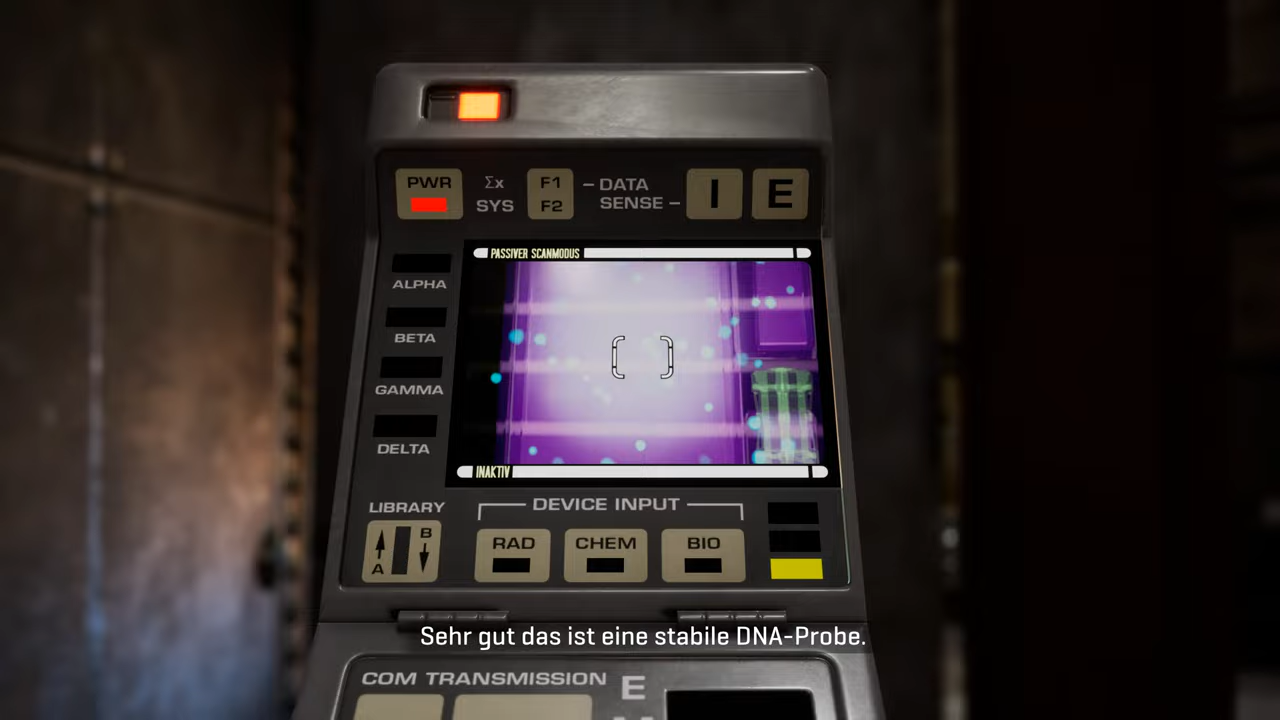 PWR
Σx
SYS
F1
F2
– DATA
SENSE –
I
E
PASSIVER SCANMODUS
ALPHA
BETA
GAMMA
DELTA
INAKTIV
LIBRARY
B
A
DEVICE INPUT
RAD
CHEM
BIO
Sehr gut das ist eine stabile DNA-Probe.
COM TRANSMISSION
E